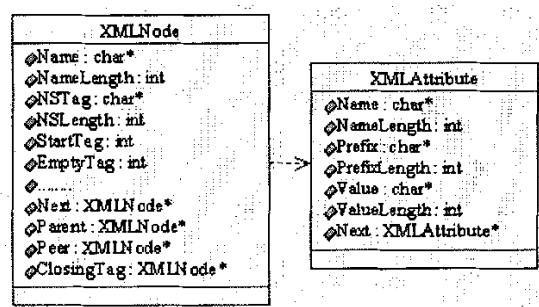 XMLNode
Name : char*
NameLength : int
NSTag : char*
NSLength : int
StartTag : int
EmptyTag : int
........
Next : XMLNode*
Parent : XMLNode*
Peer : XMLNode*
ClosingTag : XMLNode*
XMLAttribute
Name : char*
NameLength : int
Prefix : char*
PrefixLength : int
Value : char*
ValueLength : int
Next : XMLAttribute*